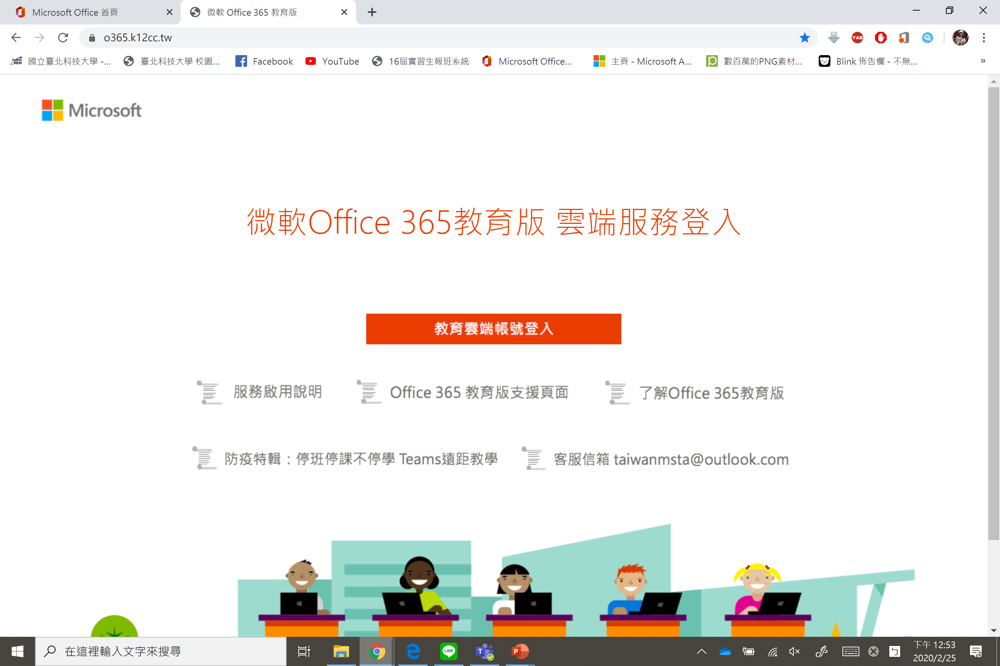 Microsoft Office 首頁
微軟 Office 365 教育版
o365.k12cc.tw
YAB
TAIPEI TECH 國立臺北科技大學 -...
臺北科技大學 校園...
Facebook
YouTube
16屆實習生報班系統
Microsoft Office...
主頁 - Microsoft A...
數百萬的PNG素材...
Blink 佈告欄 - 不無...
»
Microsoft
微軟Office 365教育版 雲端服務登入
教育雲端帳號登入
服務啟用說明
Office 365 教育版支援頁面
了解Office 365教育版
防疫特輯：停班停課不停學 Teams遠距教學
客服信箱 taiwanmsta@outlook.com
在這裡輸入文字來搜尋
LINE
T
P
ㄅ
下午 12:53
2020/2/25